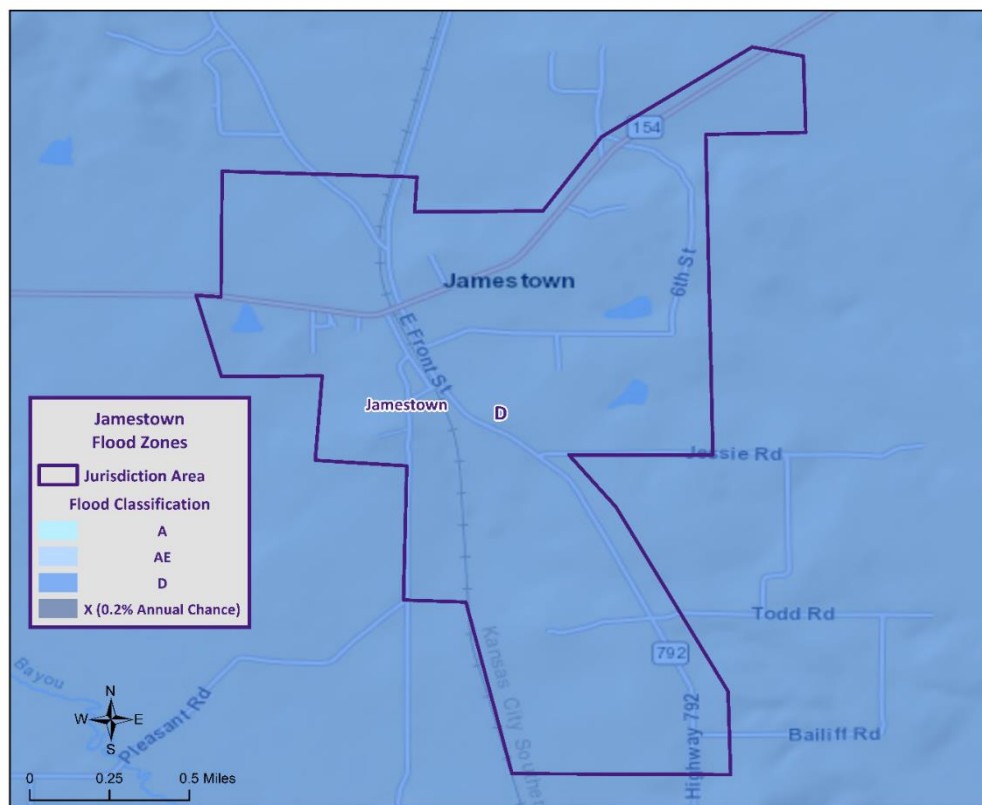 154
Jamestown
6th St
E Front St
Jamestown
D
Jessie Rd
Jamestown
Flood Zones
Jurisdiction Area
Flood Classification
A
AE
D
X (0.2% Annual Chance)
Todd Rd
792
Kansas City Souther
Highway 792
Bailiff Rd
Bayou
Pleasant Rd
N
W
E
S
0
0.25
0.5 Miles